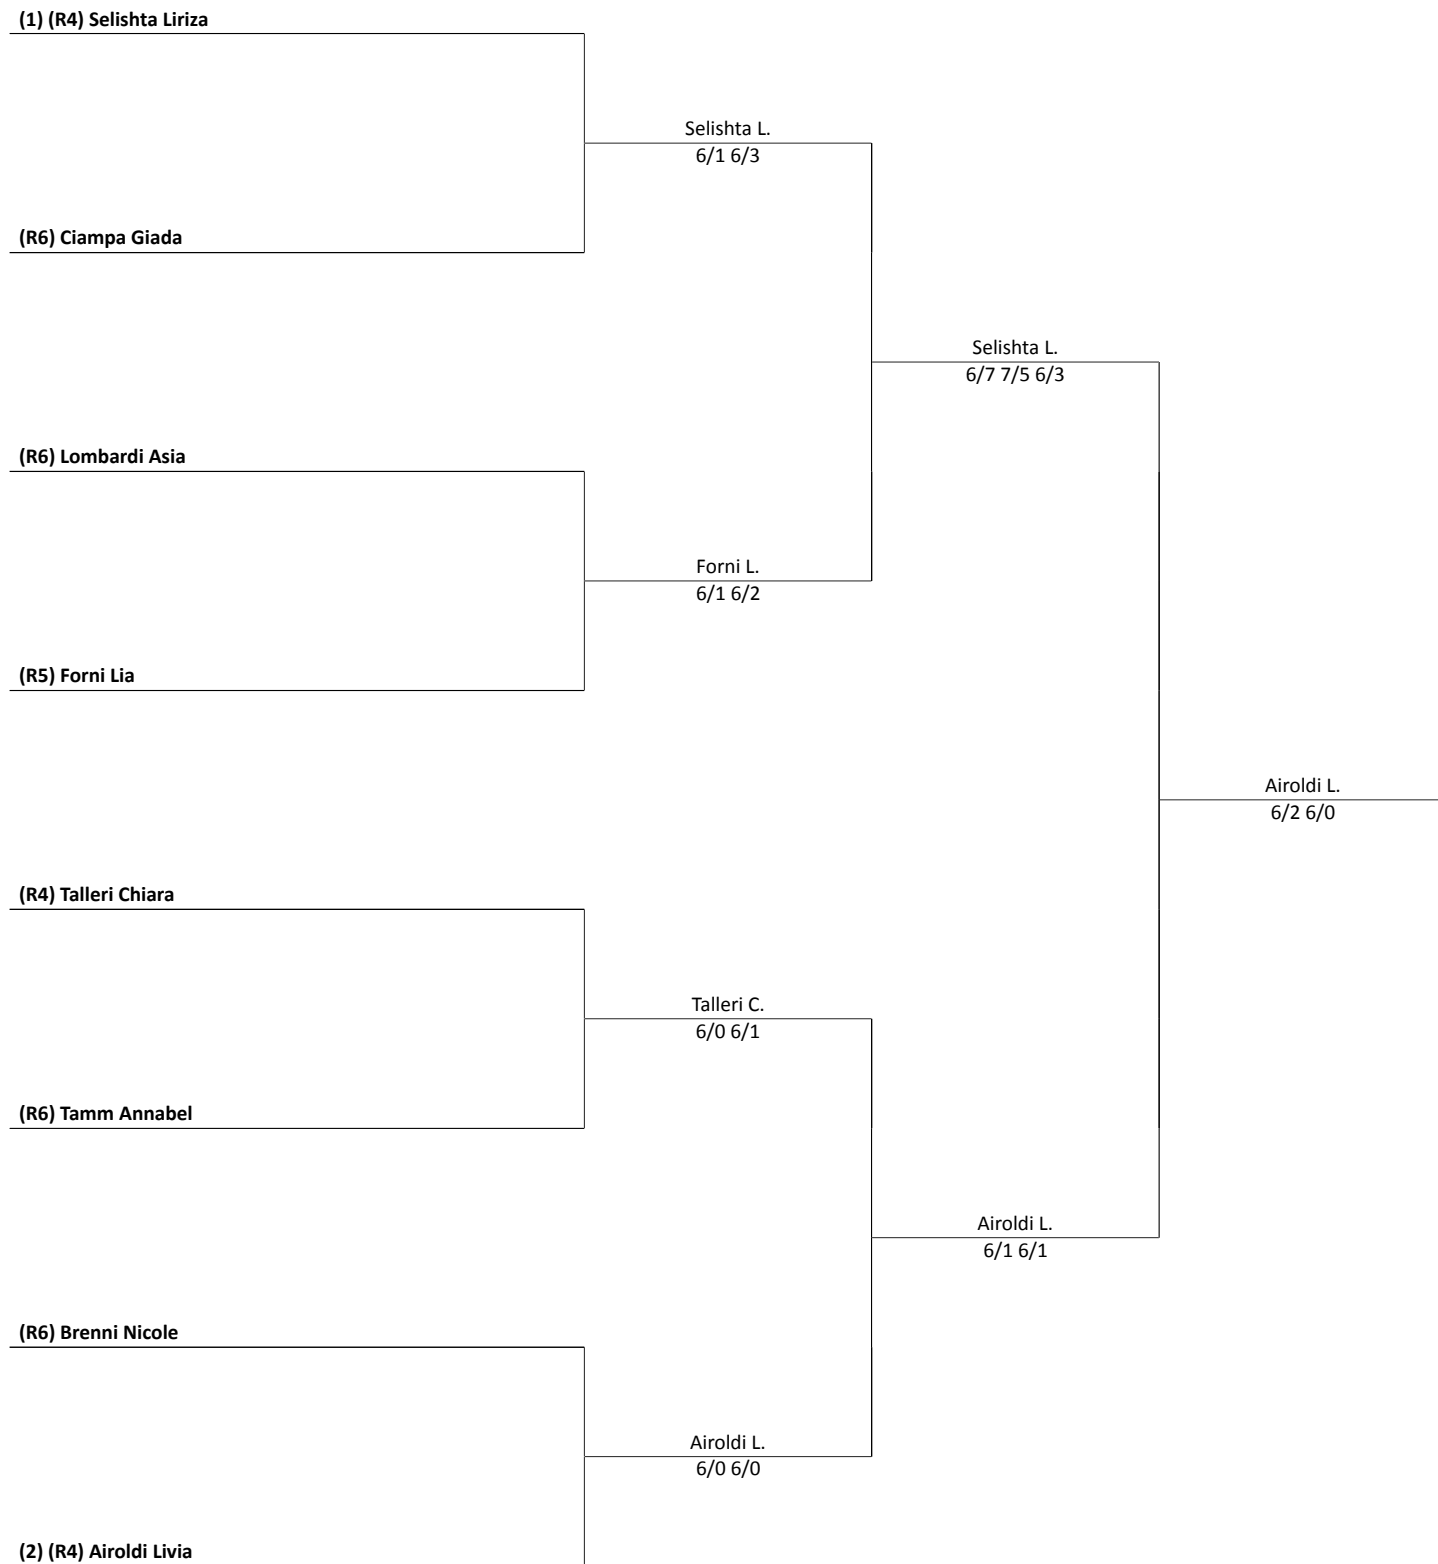 (1) (R4) Selishta Liriza
Selishta L.
6/1 6/3
(R6) Ciampa Giada
Selishta L.
6/7 7/5 6/3
(R6) Lombardi Asia
Forni L.
6/1 6/2
(R5) Forni Lia
Airoldi L.
6/2 6/0
(R4) Talleri Chiara
Talleri C.
6/0 6/1
(R6) Tamm Annabel
Airoldi L.
6/1 6/1
(R6) Brenni Nicole
Airoldi L.
6/0 6/0
(2) (R4) Airoldi Livia